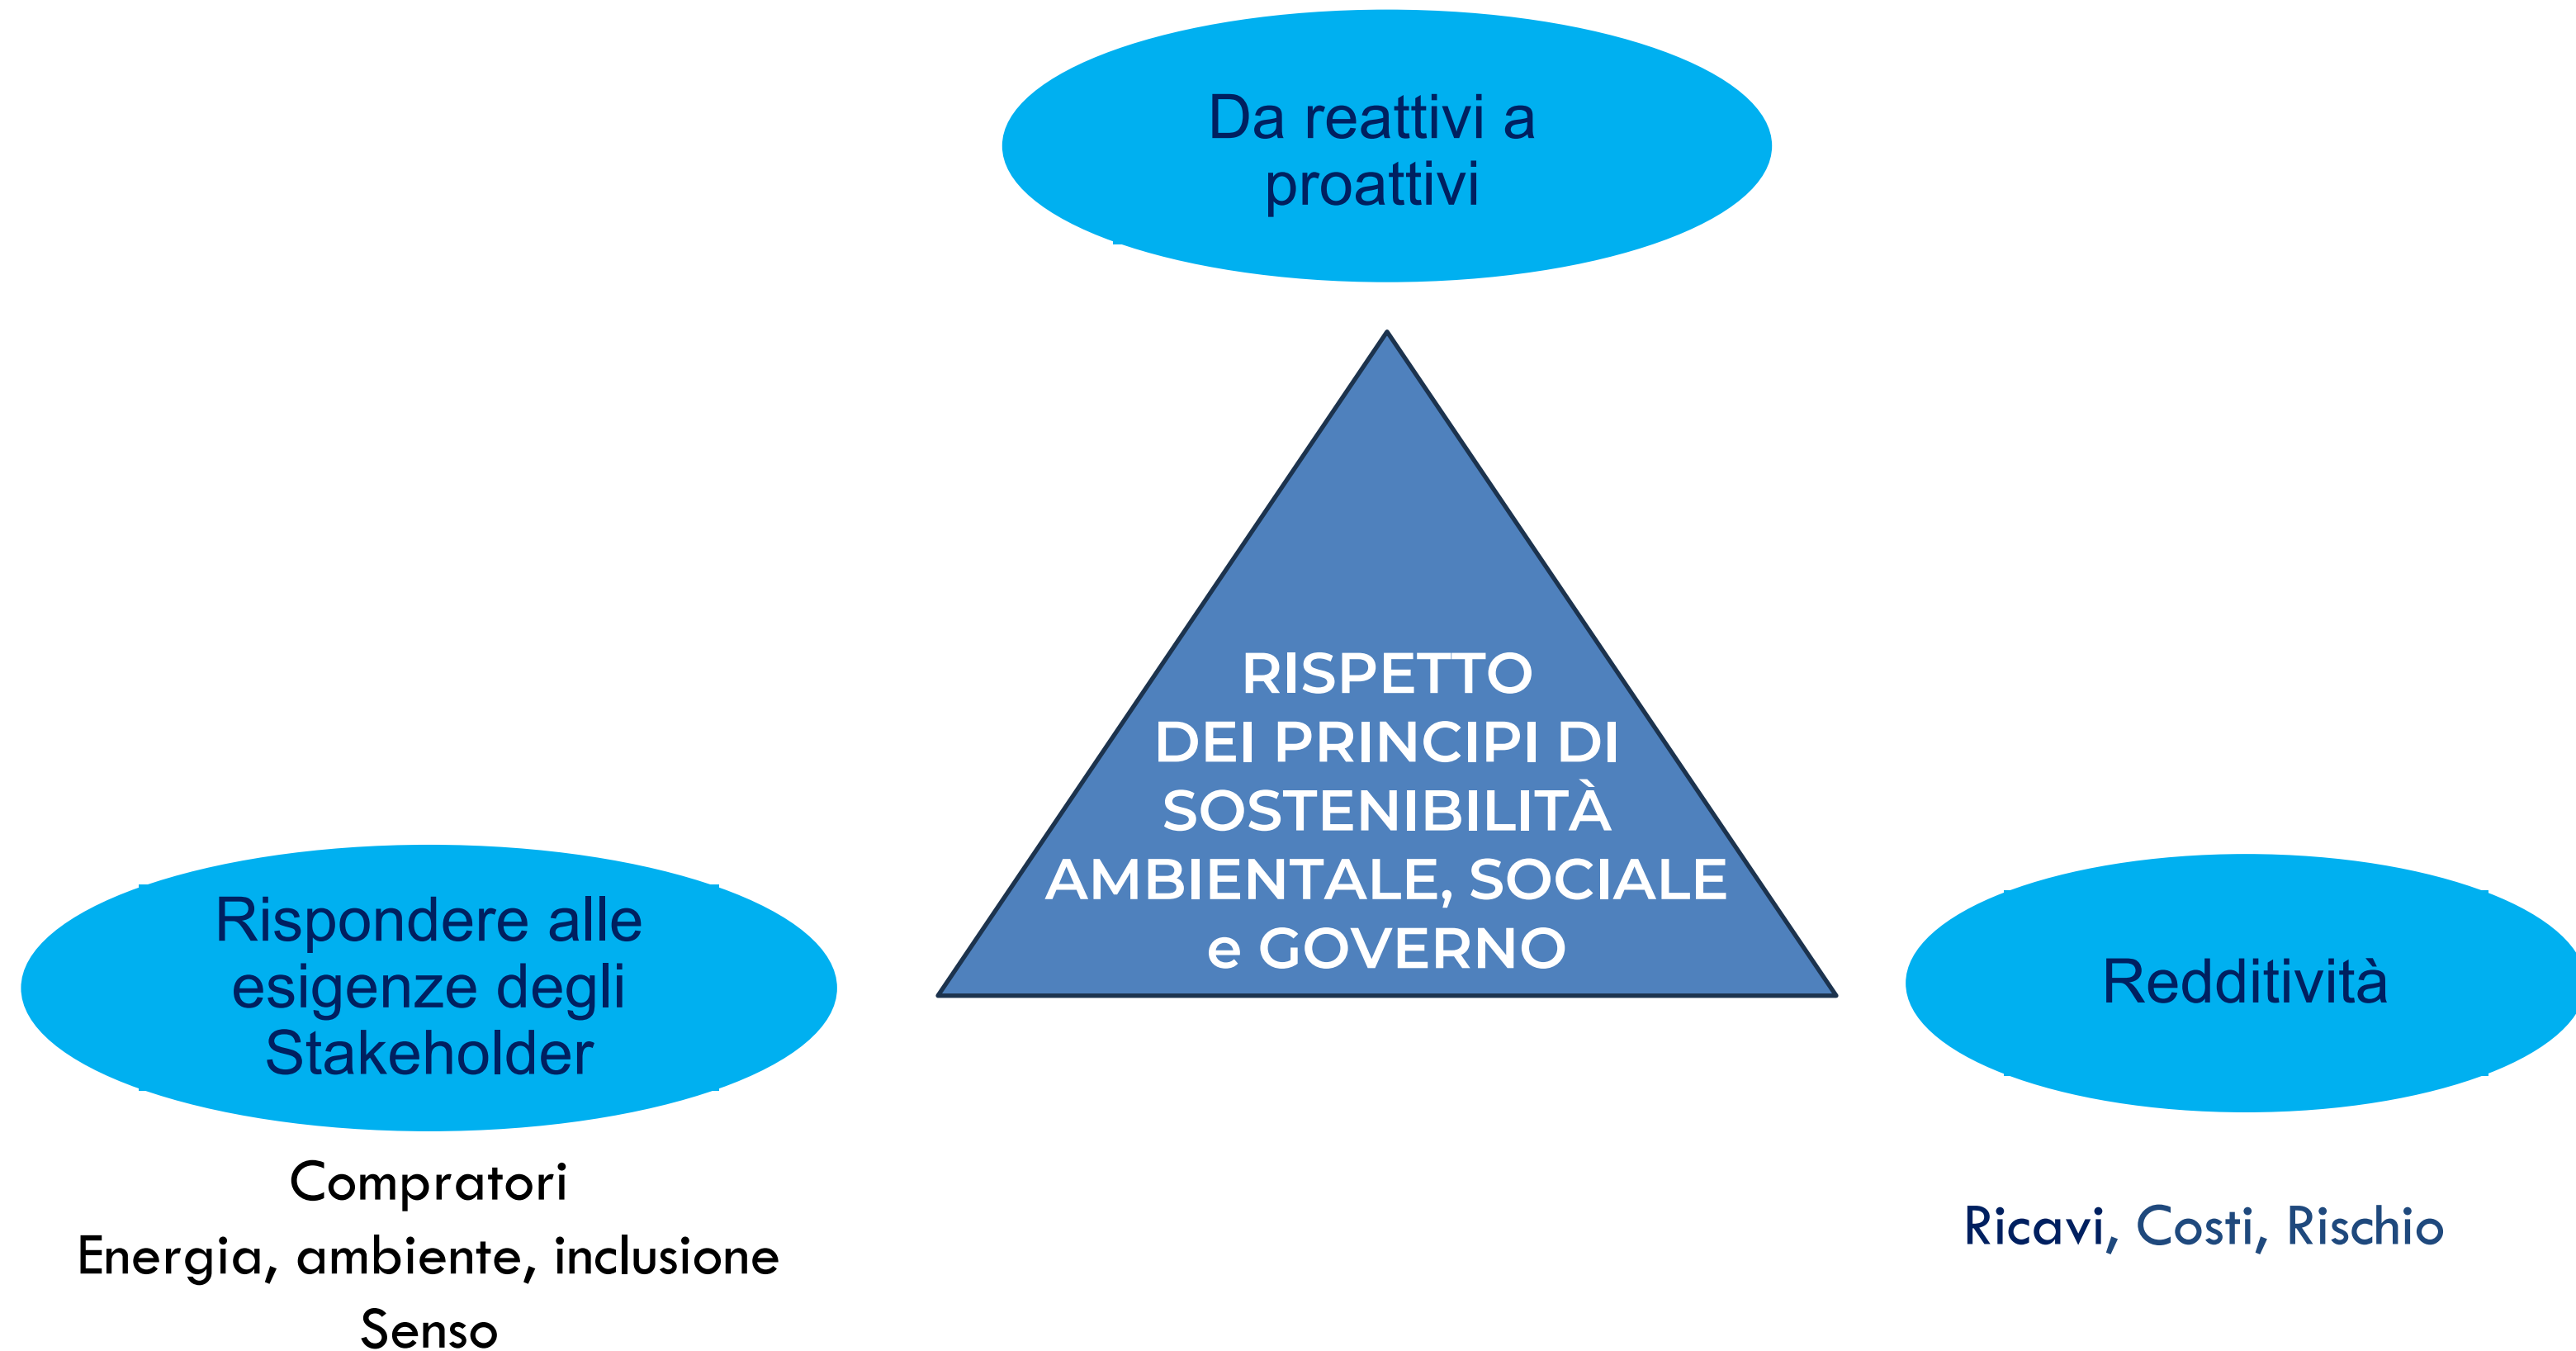 Da reattivi a
proattivi
RISPETTO
DEI PRINCIPI DI
SOSTENIBILITÀ
AMBIENTALE, SOCIALE
e GOVERNO
Rispondere alle
esigenze degli
Stakeholder
Redditività
Compratori
Energia, ambiente, inclusione
Senso
Ricavi, Costi, Rischio